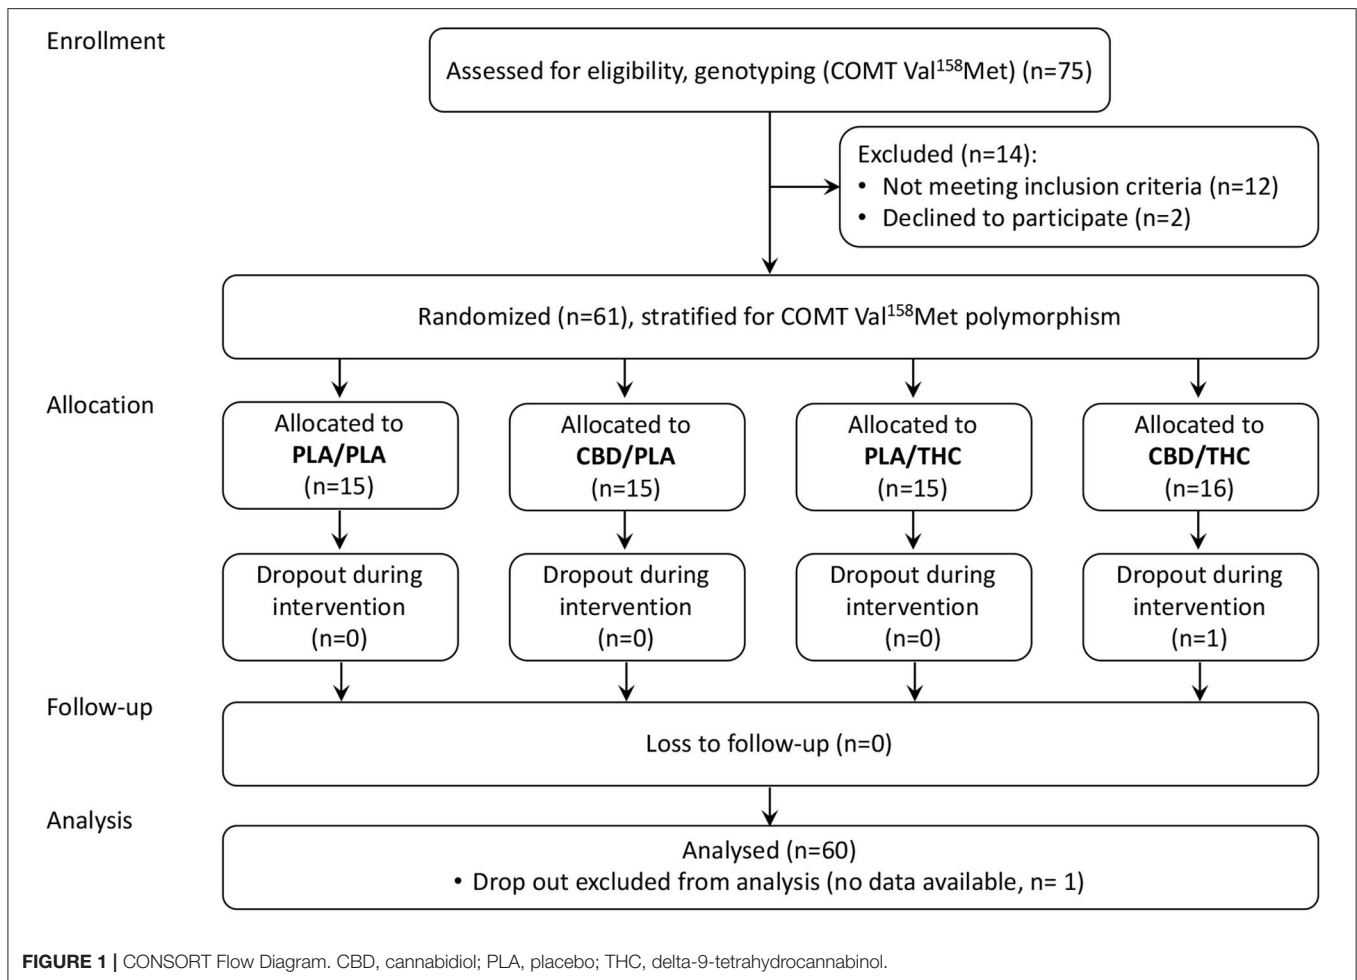 Enrollment
Assessed for eligibility, genotyping (COMT Val¹⁵⁸Met) (n=75)
Excluded (n=14):
• Not meeting inclusion criteria (n=12)
• Declined to participate (n=2)
Randomized (n=61), stratified for COMT Val¹⁵⁸Met polymorphism
Allocation
Allocated to
PLA/PLA
(n=15)
Allocated to
CBD/PLA
(n=15)
Allocated to
PLA/THC
(n=15)
Allocated to
CBD/THC
(n=16)
Dropout during
intervention
(n=0)
Dropout during
intervention
(n=0)
Dropout during
intervention
(n=0)
Dropout during
intervention
(n=1)
Follow-up
Loss to follow-up (n=0)
Analysis
Analysed (n=60)
• Drop out excluded from analysis (no data available, n= 1)
FIGURE 1 | CONSORT Flow Diagram. CBD, cannabidiol; PLA, placebo; THC, delta-9-tetrahydrocannabinol.